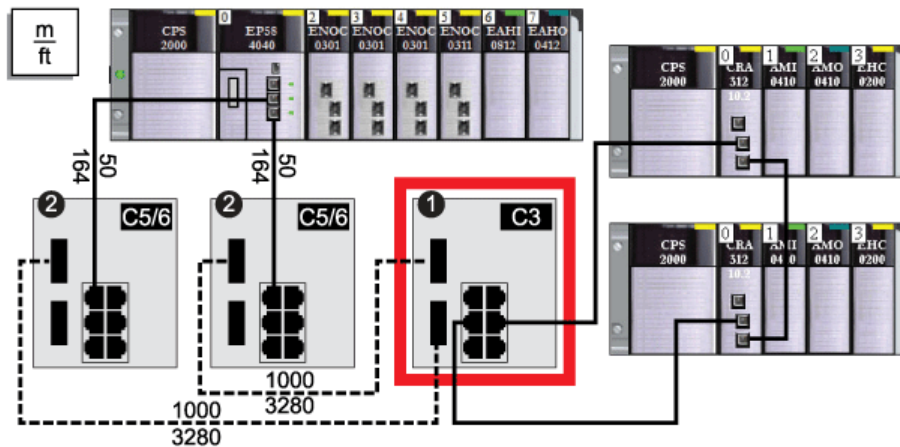 m
ft
0 2 3 4 5 6 7
CPS EP58 ENOC ENOC ENOC ENOC EAHI EAHO
2000 4040 0301 0301 0301 0311 0812 0412
0 1 2 3
CPS CRA AMI AMO EHC
2000 312 0410 0410 0200
10.2
50
164
50
164
2 C5/6
2 C5/6
1 C3
0 1 2 3
CPS CRA AMI AMO EHC
2000 312 0410 0410 0200
10.2
1000
3280
1000
3280